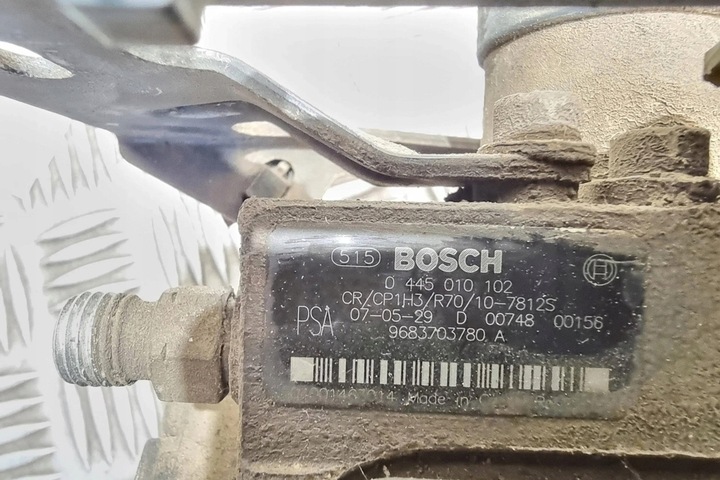 515 BOSCH
0 445 010 102
CR/CP1H3/R70/10-7812S
PSA 07-05-29 D 00748 00156
9683703780 A
Made in